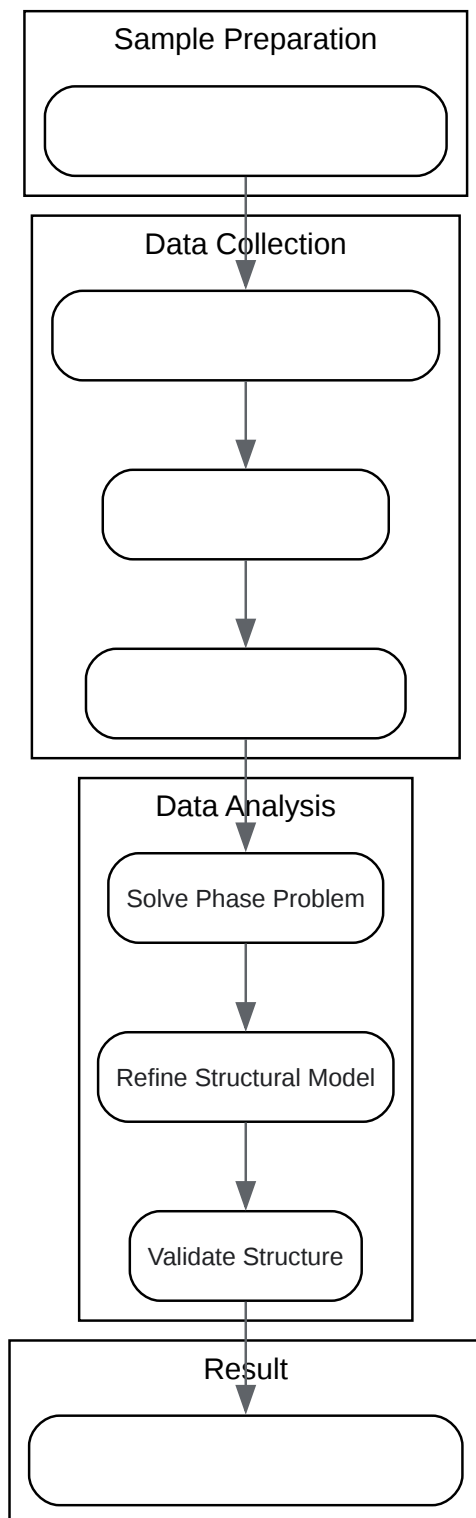 Sample Preparation
Data Collection
Data Analysis
Solve Phase Problem
Refine Structural Model
Validate Structure
Result